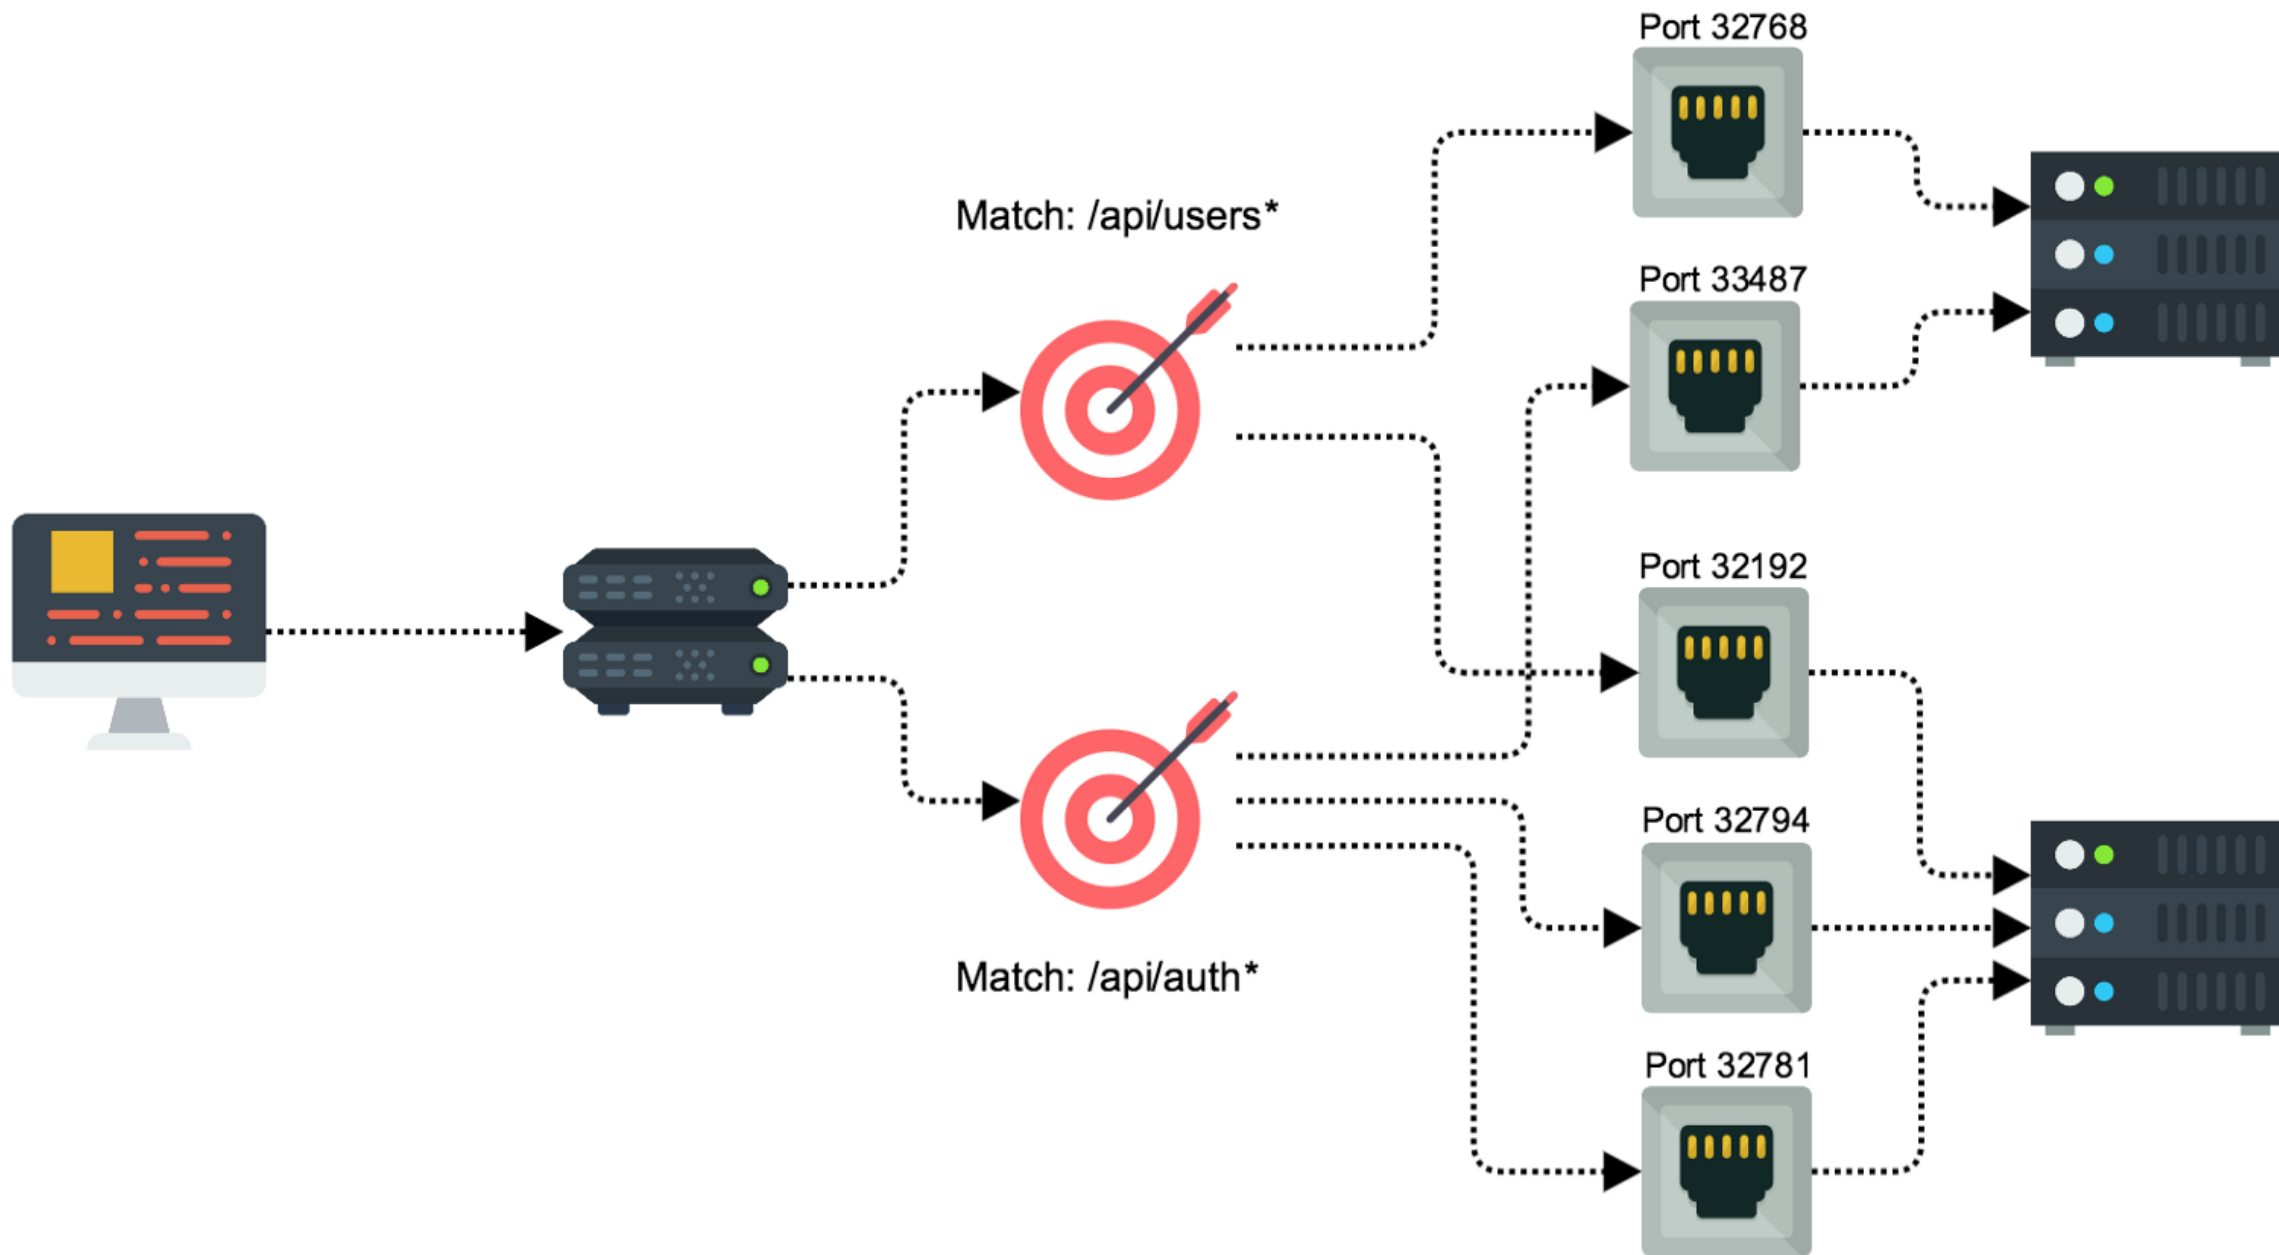 Port 32768
Match: /api/users*
Port 33487
Port 32192
Port 32794
Match: /api/auth*
Port 32781